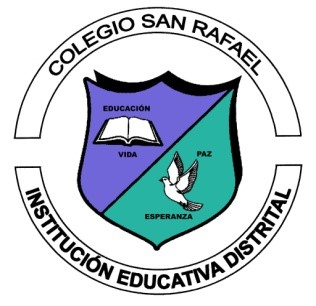 COLEGIO SAN RAFAEL
EDUCACIÓN
VIDA
PAZ
ESPERANZA
INSTITUCIÓN EDUCATIVA DISTRITAL